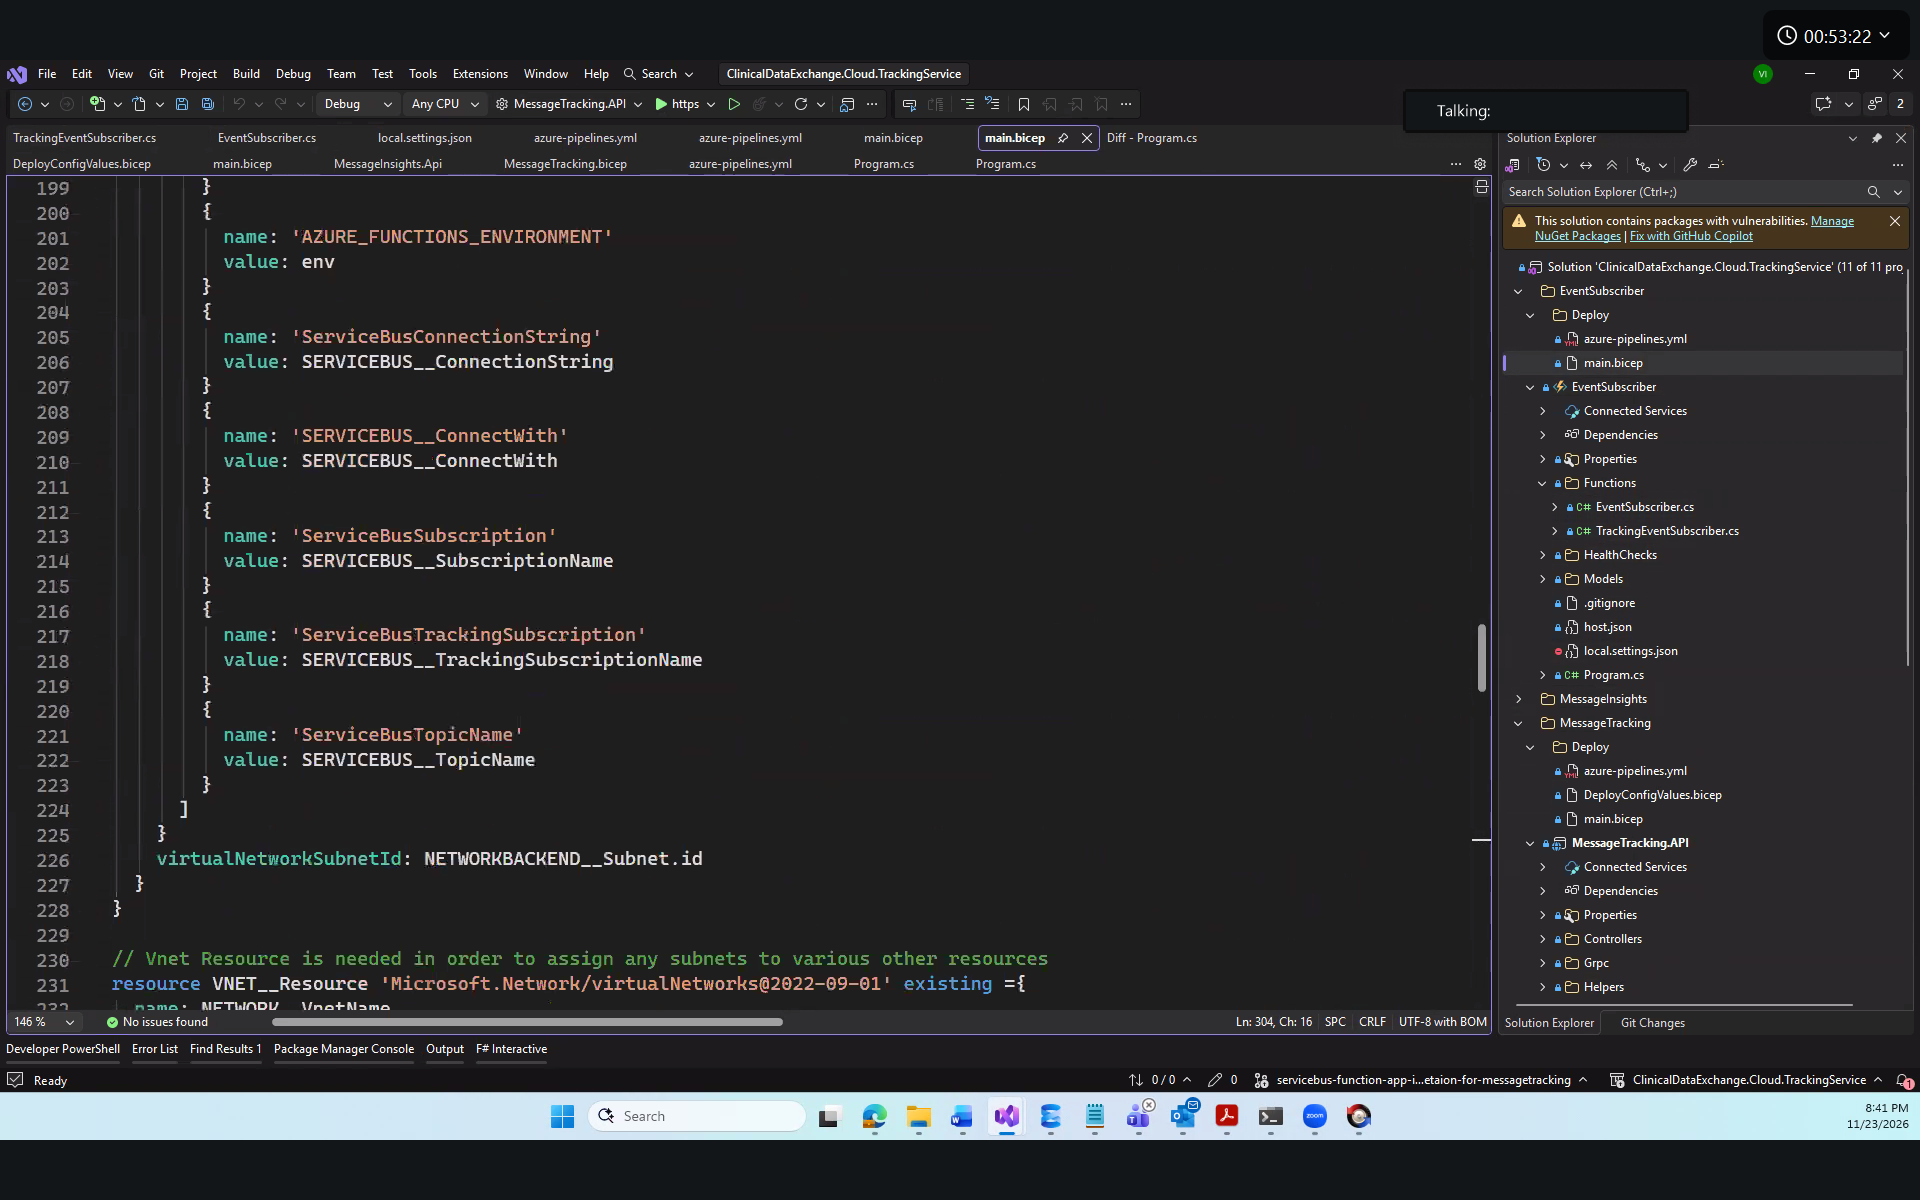 00:53:22
File Edit View Git Project Build Debug Team Test Tools Extensions Window Help Search ClinicalDataExchange.Cloud.TrackingService VI
Debug Any CPU MessageTracking.API https 2
Talking:
TrackingEventSubscriber.cs EventSubscriber.cs local.settings.json azure-pipelines.yml azure-pipelines.yml main.bicep main.bicep Diff - Program.cs
DeployConfigValues.bicep main.bicep MessageInsights.Api MessageTracking.bicep azure-pipelines.yml Program.cs Program.cs
199 }
200 {
201 name: 'AZURE_FUNCTIONS_ENVIRONMENT'
202 value: env
203 }
204 {
205 name: 'ServiceBusConnectionString'
206 value: SERVICEBUS__ConnectionString
207 }
208 {
209 name: 'SERVICEBUS__ConnectWith'
210 value: SERVICEBUS__ConnectWith
211 }
212 {
213 name: 'ServiceBusSubscription'
214 value: SERVICEBUS__SubscriptionName
215 }
216 {
217 name: 'ServiceBusTrackingSubscription'
218 value: SERVICEBUS__TrackingSubscriptionName
219 }
220 {
221 name: 'ServiceBusTopicName'
222 value: SERVICEBUS__TopicName
223 }
224 ]
225 }
226 virtualNetworkSubnetId: NETWORKBACKEND__Subnet.id
227 }
228 }
229
230 // Vnet Resource is needed in order to assign any subnets to various other resources
231 resource VNET__Resource 'Microsoft.Network/virtualNetworks@2022-09-01' existing ={
232 name: NETWORK__VnetName
146 % No issues found Ln: 304, Ch: 16 SPC CRLF UTF-8 with BOM
Solution Explorer
Search Solution Explorer (Ctrl+;)
This solution contains packages with vulnerabilities. Manage
NuGet Packages | Fix with GitHub Copilot
Solution 'ClinicalDataExchange.Cloud.TrackingService' (11 of 11 pro
EventSubscriber
Deploy
azure-pipelines.yml
main.bicep
EventSubscriber
Connected Services
Dependencies
Properties
Functions
C# EventSubscriber.cs
C# TrackingEventSubscriber.cs
HealthChecks
Models
.gitignore
host.json
local.settings.json
C# Program.cs
MessageInsights
MessageTracking
Deploy
azure-pipelines.yml
DeployConfigValues.bicep
main.bicep
MessageTracking.API
Connected Services
Dependencies
Properties
Controllers
Grpc
Helpers
Solution Explorer Git Changes
Developer PowerShell Error List Find Results 1 Package Manager Console Output F# Interactive
Ready 0 / 0 0 servicebus-function-app-i...etaion-for-messagetracking ClinicalDataExchange.Cloud.TrackingService 1
Search
zoom
8:41 PM
11/23/2026